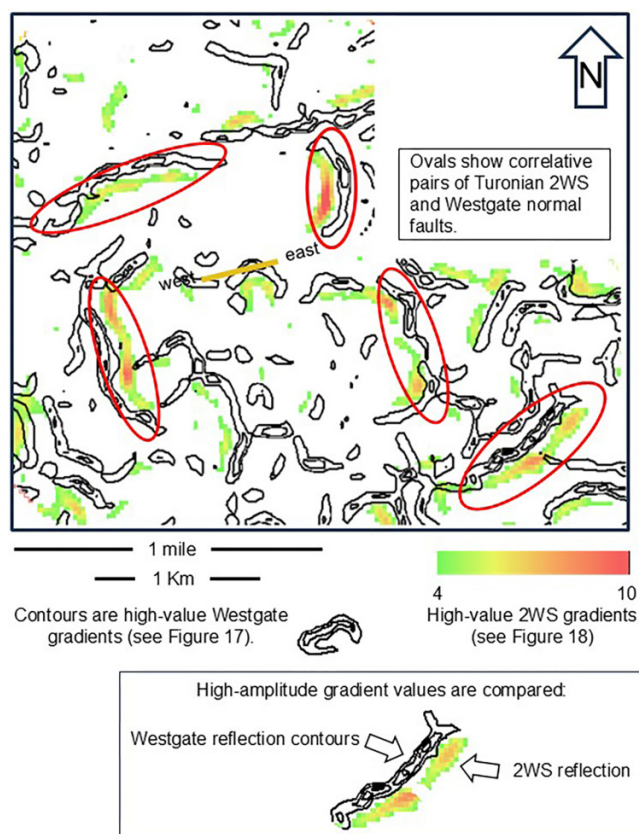 N
Ovals show correlative
pairs of Turonian 2WS
and Westgate normal
faults.
west
east
1 mile
1 Km
4
10
Contours are high-value Westgate
gradients (see Figure 17).
High-value 2WS gradients
(see Figure 18)
High-amplitude gradient values are compared:
Westgate reflection contours
2WS reflection